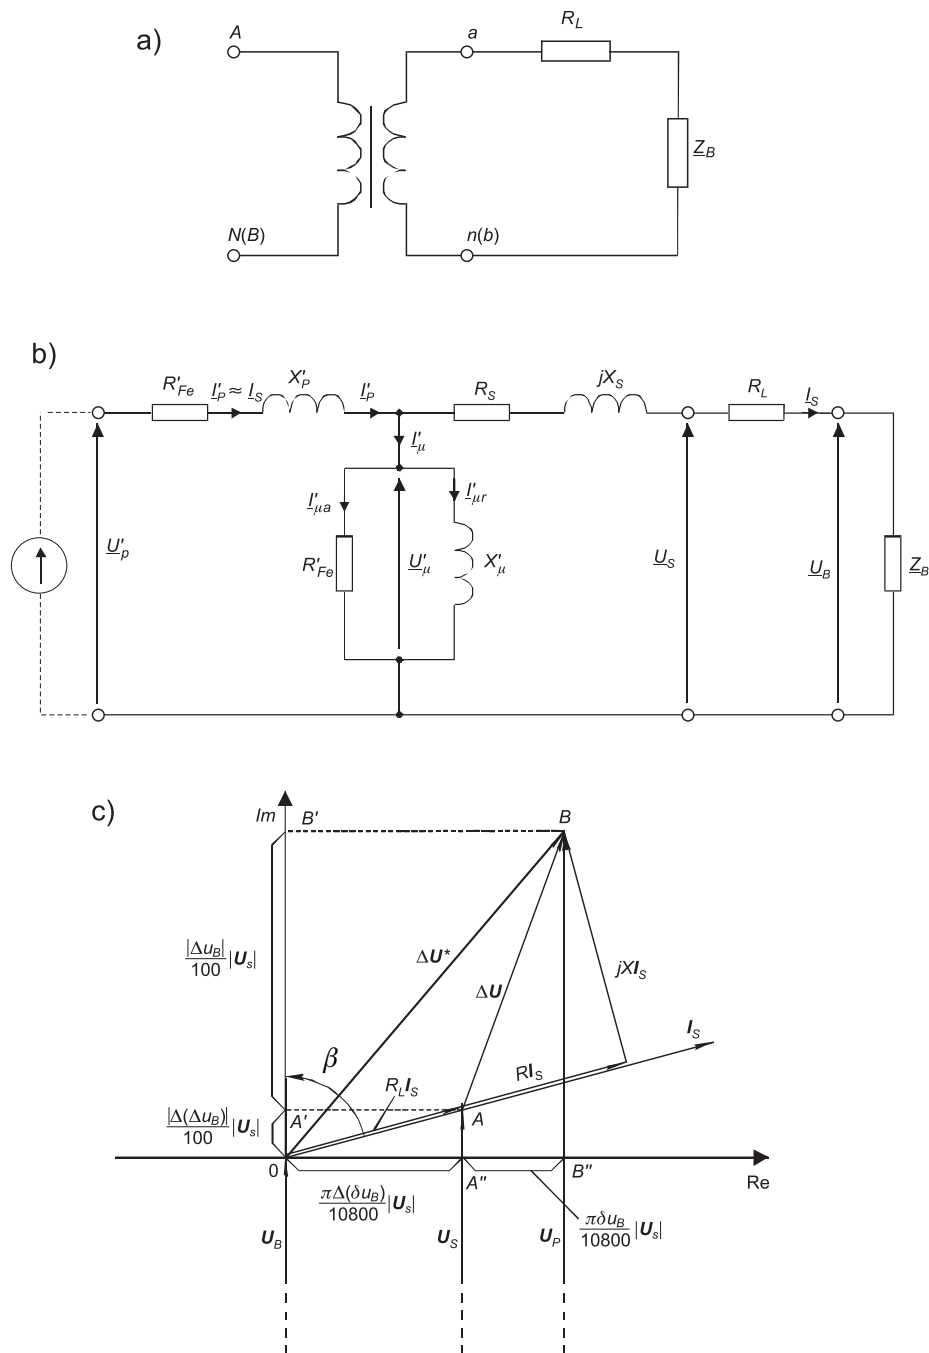 a)
A
a
R_L
Z_B
N(B)
n(b)
b)
R'_Fe
I'_P ≈ I_S
X'_P
I'_P
R_S
jX_S
R_L
I_S
I'_μ
I'_μa
I'_μr
U'_p
R'_Fe
U'_μ
X'_μ
U_S
U_B
Z_B
c)
Im
B'
B
|Δu_B|/100 |U_s|
ΔU*
ΔU
jXI_S
I_S
β
R_L I_S
RI_S
|Δ(Δu_B)|/100 |U_s|
A'
A
0
A''
B''
Re
πΔ(δu_B)/10800 |U_s|
πδu_B/10800 |U_s|
U_B
U_S
U_P